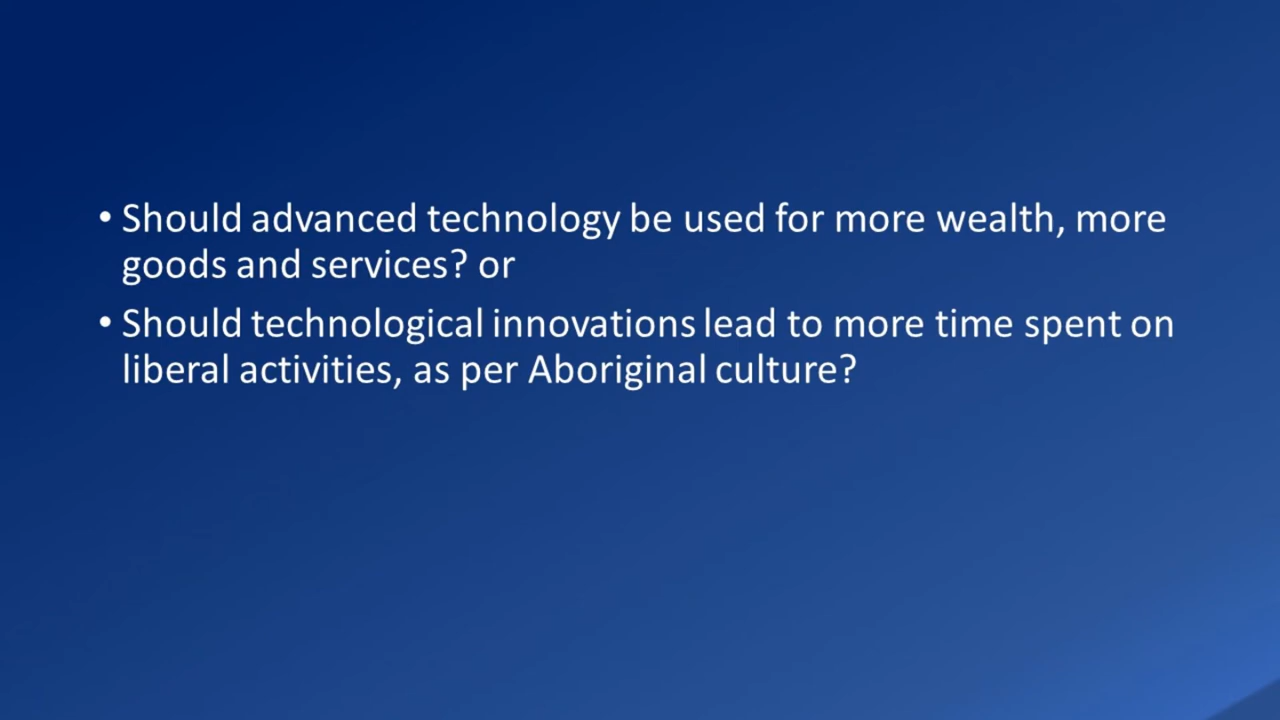 • Should advanced technology be used for more wealth, more
goods and services? or
• Should technological innovations lead to more time spent on
liberal activities, as per Aboriginal culture?